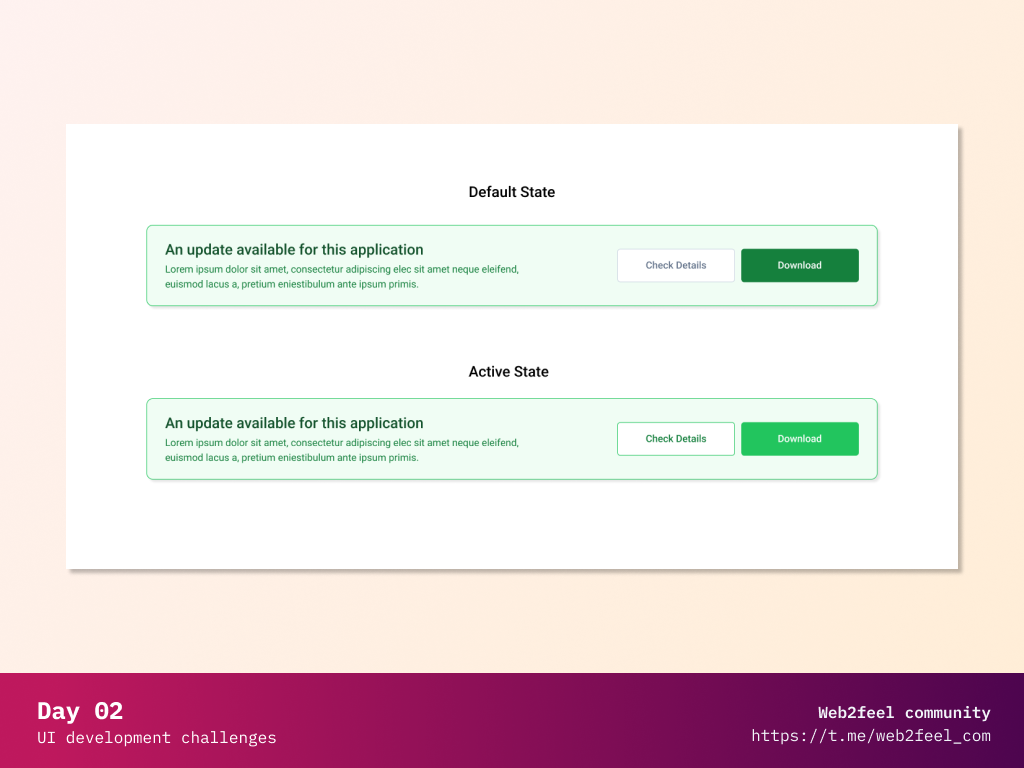 Default State
An update available for this application
Lorem ipsum dolor sit amet, consectetur adipiscing elec sit amet neque eleifend,
euismod lacus a, pretium eniestibulum ante ipsum primis.
Check Details
Download
Active State
An update available for this application
Lorem ipsum dolor sit amet, consectetur adipiscing elec sit amet neque eleifend,
euismod lacus a, pretium eniestibulum ante ipsum primis.
Check Details
Download
Day 02
UI development challenges
Web2feel community
https://t.me/web2feel_com